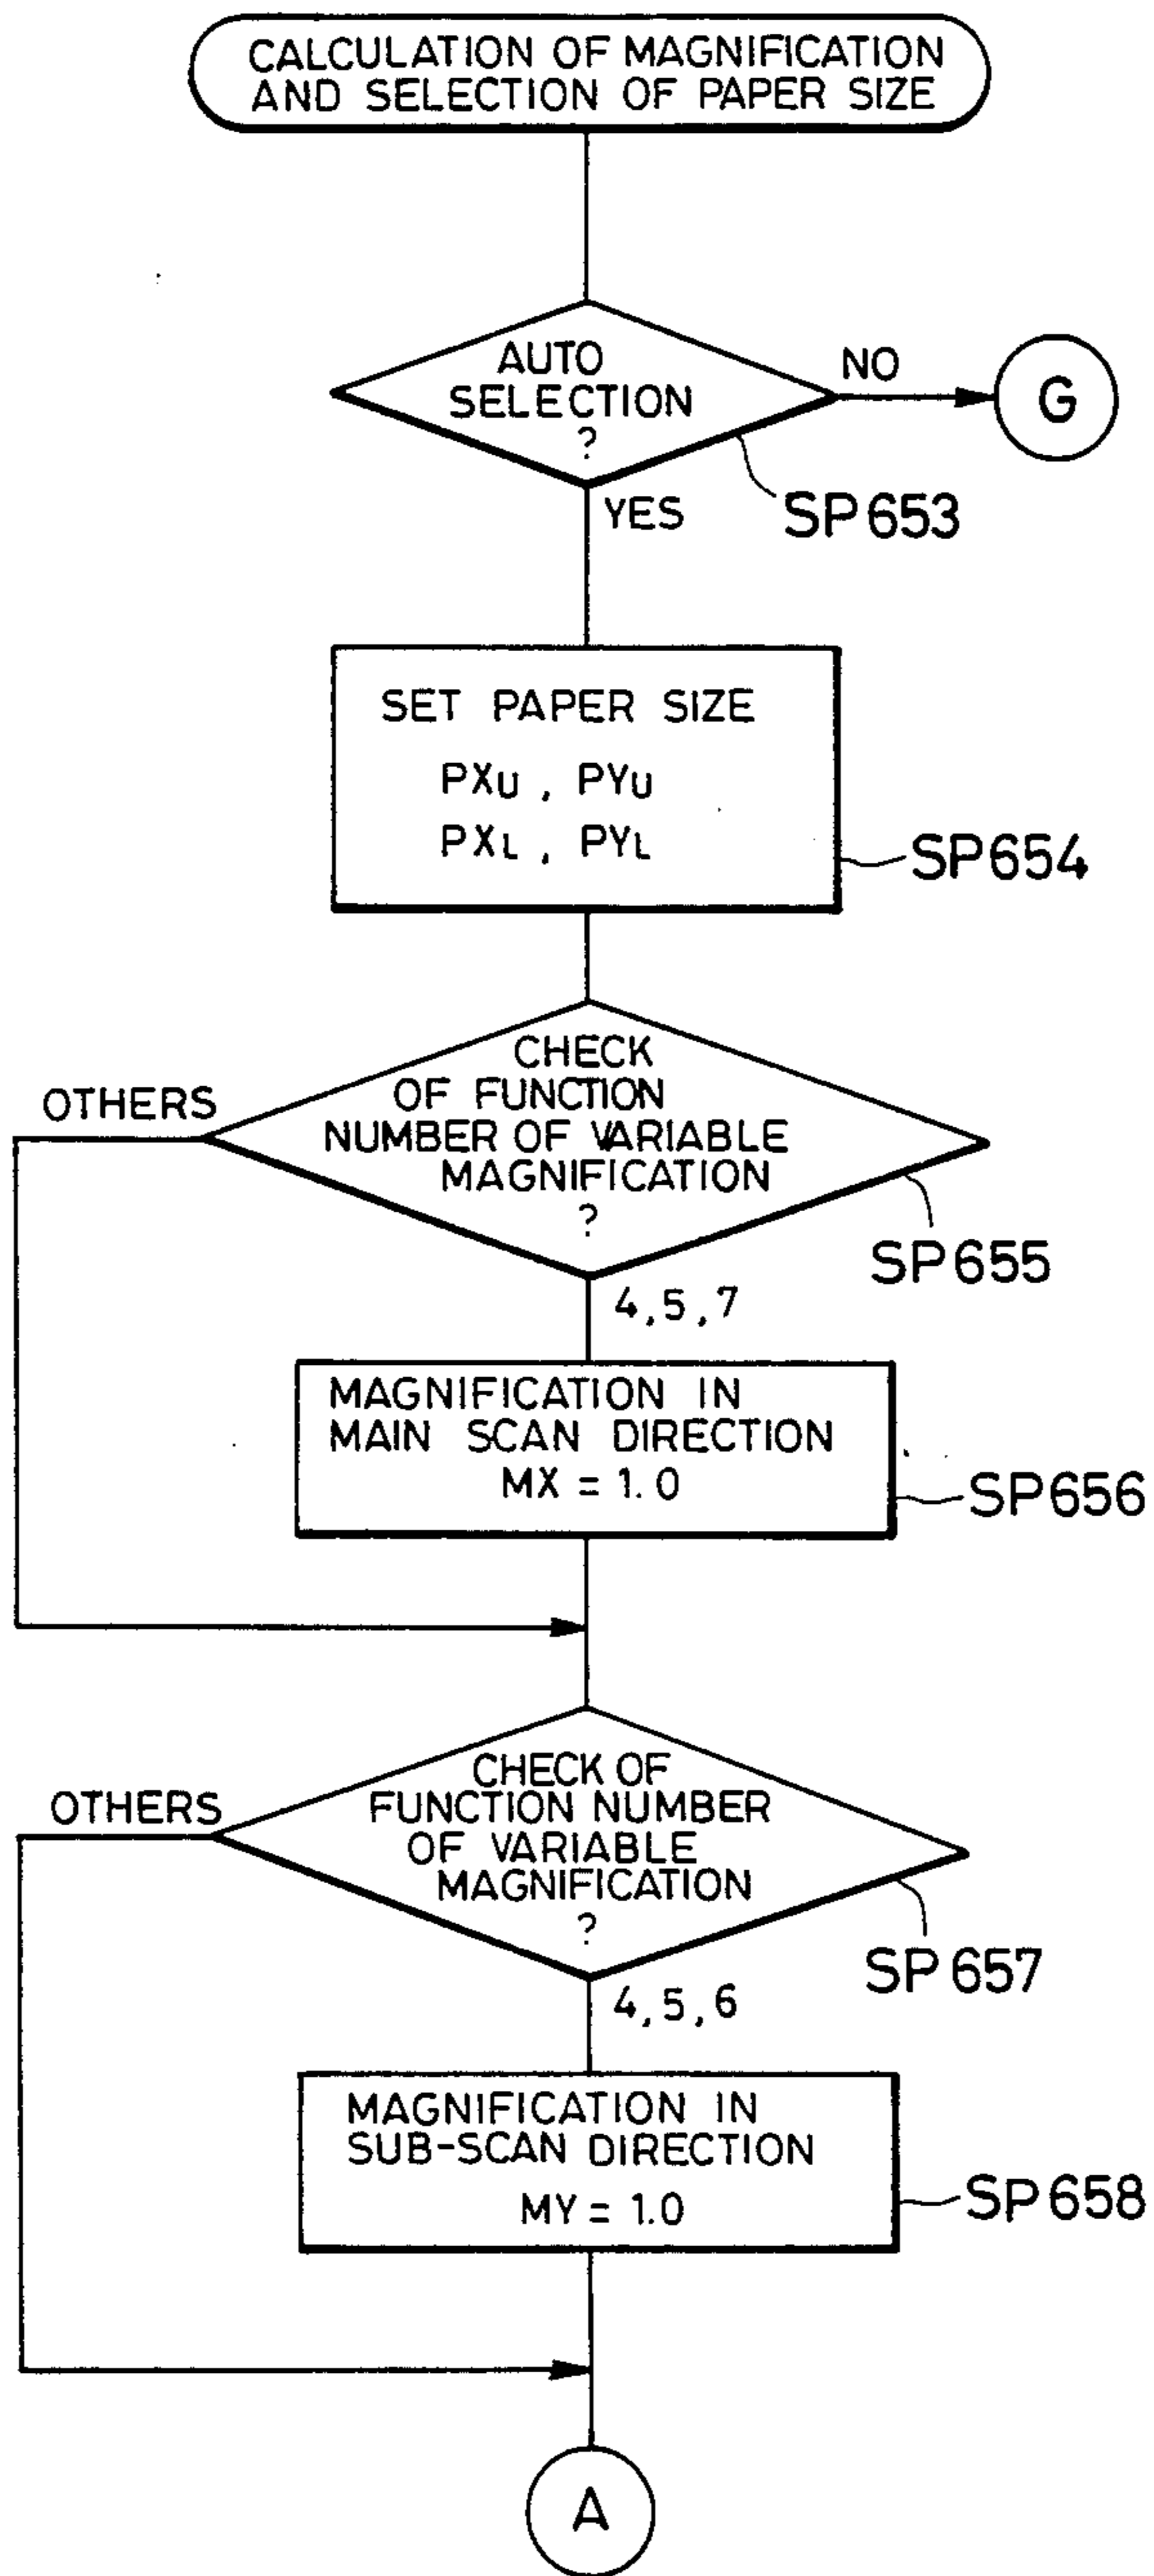 CALCULATION OF MAGNIFICATION
AND SELECTION OF PAPER SIZE
AUTO
SELECTION
?
NO
G
YES
SP653
SET PAPER SIZE
PXU , PYU
PXL , PYL
SP654
CHECK
OF FUNCTION
NUMBER OF VARIABLE
MAGNIFICATION
?
OTHERS
SP655
4,5,7
MAGNIFICATION IN
MAIN SCAN DIRECTION
MX = 1.0
SP656
CHECK OF
FUNCTION NUMBER
OF VARIABLE
MAGNIFICATION
?
OTHERS
SP657
4,5,6
MAGNIFICATION IN
SUB-SCAN DIRECTION
MY = 1.0
SP658
A